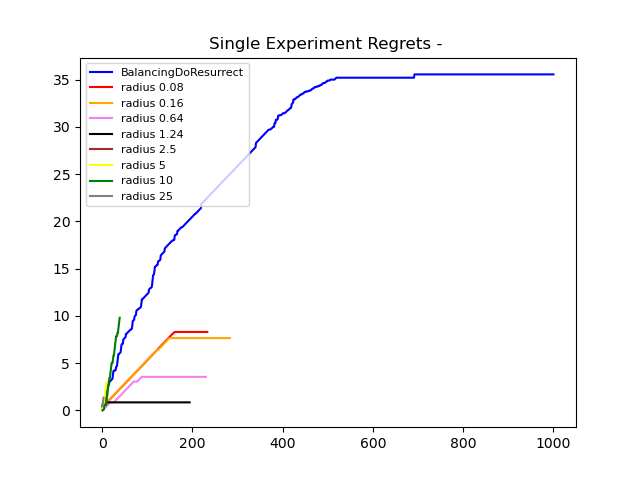 Single Experiment Regrets -
BalancingDoResurrect
radius 0.08
radius 0.16
radius 0.64
radius 1.24
radius 2.5
radius 5
radius 10
radius 25
35
30
25
20
15
10
5
0
0 200 400 600 800 1000